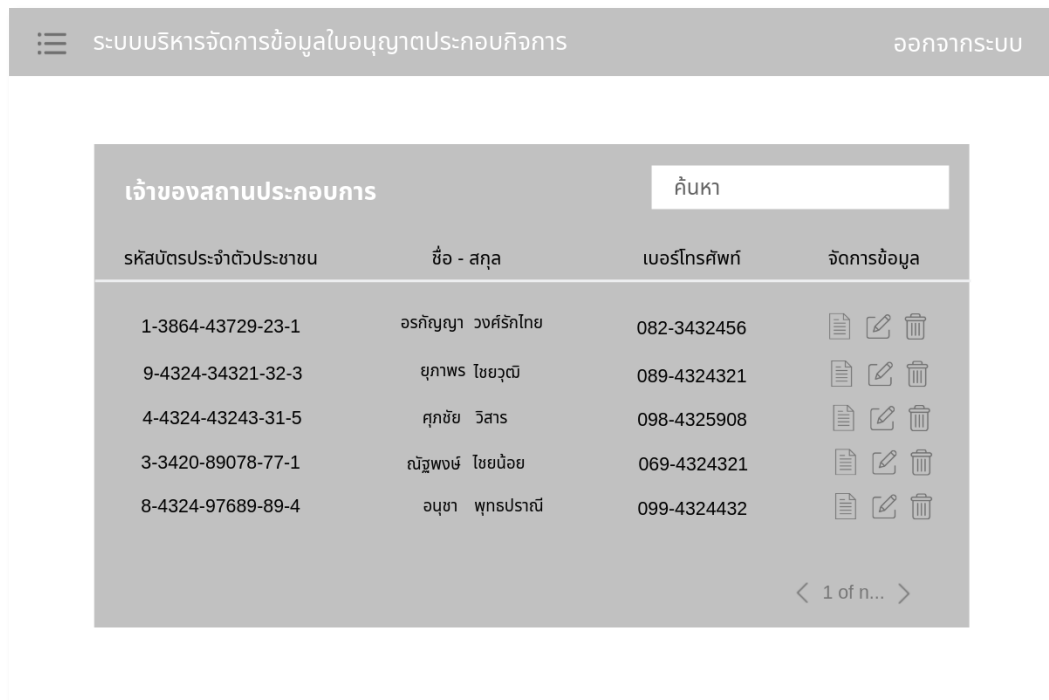 ระบบบริหารจัดการข้อมูลใบอนุญาตประกอบกิจการ ออกจากระบบ
เจ้าของสถานประกอบการ ค้นหา
รหัสบัตรประจำตัวประชาชน ชื่อ - สกุล เบอร์โทรศัพท์ จัดการข้อมูล
1-3864-43729-23-1 อรกัญญา วงศ์รักไทย 082-3432456
9-4324-34321-32-3 ยุภาพร ไชยวุฒิ 089-4324321
4-4324-43243-31-5 ศุภชัย วิสาร 098-4325908
3-3420-89078-77-1 ณัฐพงษ์ ไชยน้อย 069-4324321
8-4324-97689-89-4 อนุชา พุทธปราณี 099-4324432
1 of n...